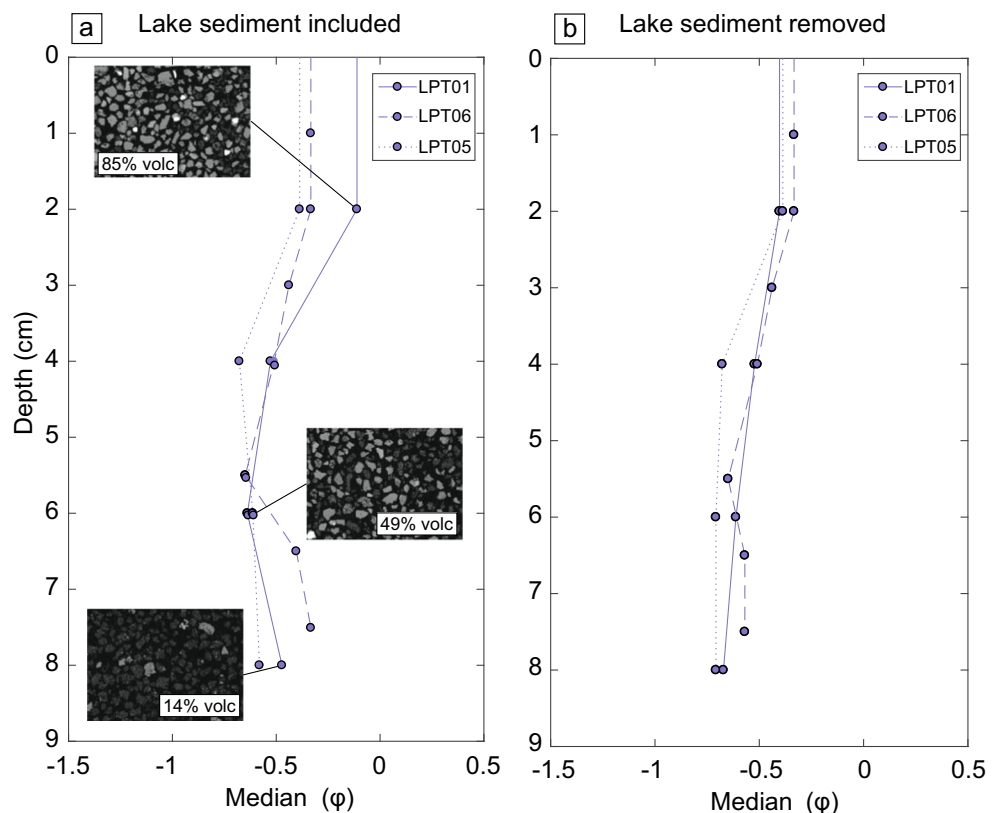 a Lake sediment included
b Lake sediment removed
0
1
2
3
4
5
6
7
8
9
Depth (cm)
LPT01
LPT06
LPT05
85% volc
49% volc
14% volc
-1.5 -1 -0.5 0 0.5
Median (φ)
0
1
2
3
4
5
6
7
8
9
LPT01
LPT06
LPT05
-1.5 -1 -0.5 0 0.5
Median (φ)